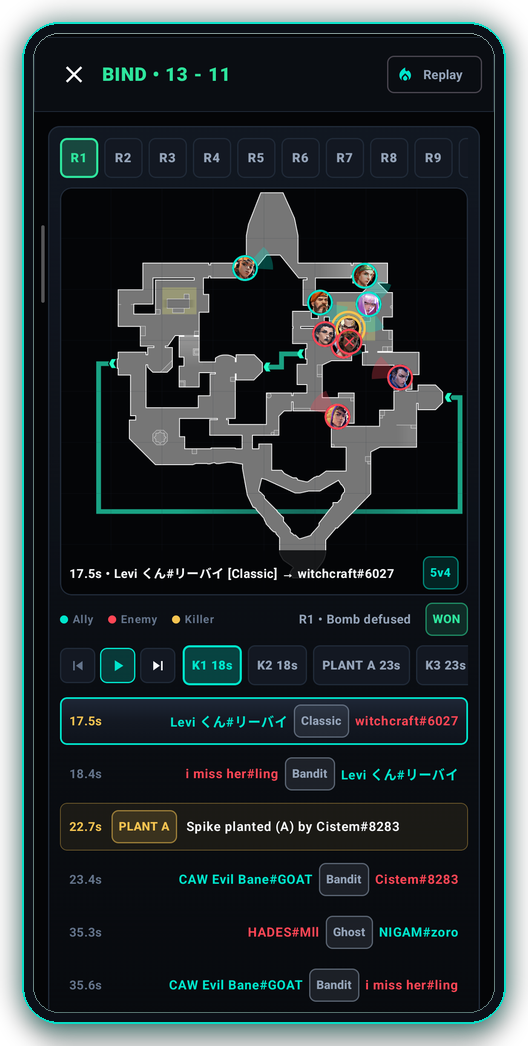 BIND • 13 - 11
Replay
R1 R2 R3 R4 R5 R6 R7 R8 R9
17.5s • Levi くん#リーバイ [Classic] → witchcraft#6027
5v4
Ally Enemy Killer
R1 • Bomb defused
WON
K1 18s K2 18s PLANT A 23s K3 23s
17.5s Levi くん#リーバイ Classic witchcraft#6027
18.4s i miss her#ling Bandit Levi くん#リーバイ
22.7s PLANT A Spike planted (A) by Cistem#8283
23.4s CAW Evil Bane#GOAT Bandit Cistem#8283
35.3s HADES#Mll Ghost NIGAM#zoro
35.6s CAW Evil Bane#GOAT Bandit i miss her#ling